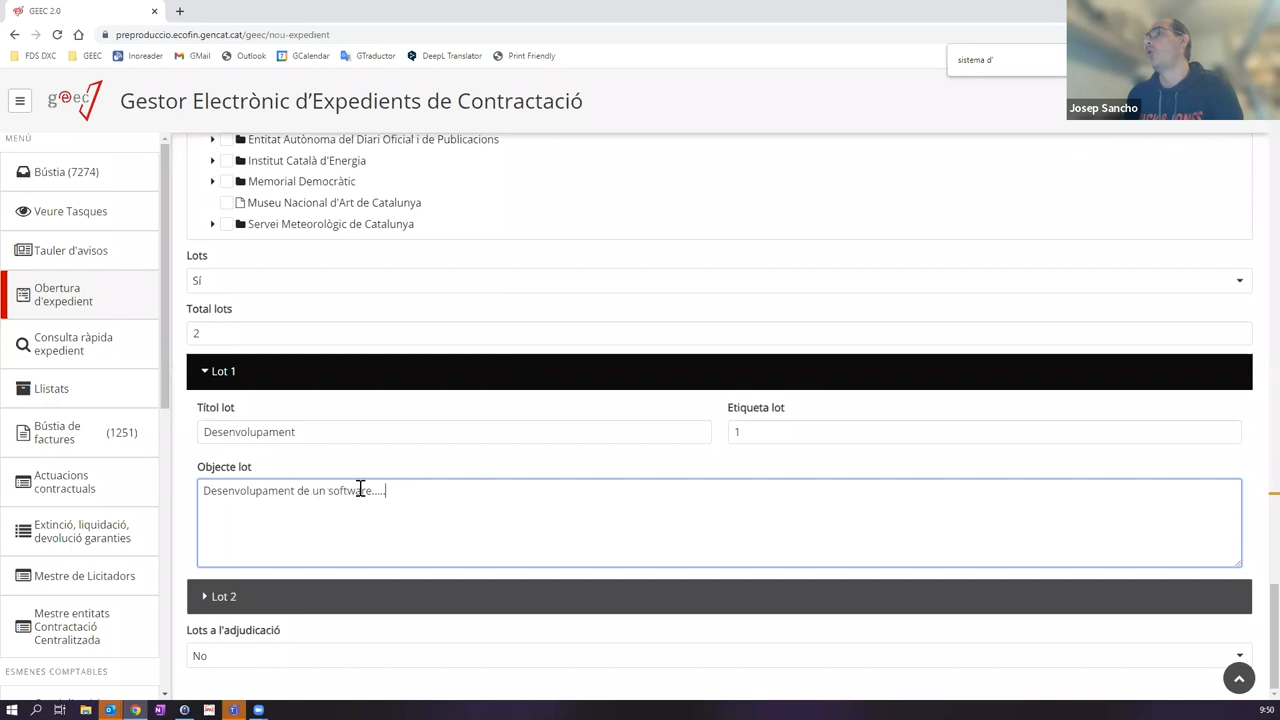 GEEC 2.0
preproduccio.ecofin.gencat.cat/geec/nou-expedient
FDS DXC
GEEC
Inoreader
GMail
Outlook
GCalendar
GTraductor
DeepL Translator
Print Friendly
sistema d'
Josep Sancho
geec
Gestor Electrònic d'Expedients de Contractació
MENÚ
Bústia (7274)
Veure Tasques
Tauler d'avisos
Obertura
d'expedient
Consulta ràpida
expedient
Llistats
Bústia de
factures
(1251)
Actuacions
contractuals
Extinció, liquidació,
devolució garanties
Mestre de Licitadors
Mestre entitats
Contractació
Centralitzada
ESMENES COMPTABLES
Entitat Autònoma del Diari Oficial i de Publicacions
Institut Català d'Energia
Memorial Democràtic
Museu Nacional d'Art de Catalunya
Servei Meteorològic de Catalunya
Lots
Sí
Total lots
2
Lot 1
Títol lot
Etiqueta lot
Desenvolupament
1
Objecte lot
Desenvolupament de un software.....
Lot 2
Lots a l'adjudicació
No
9:50